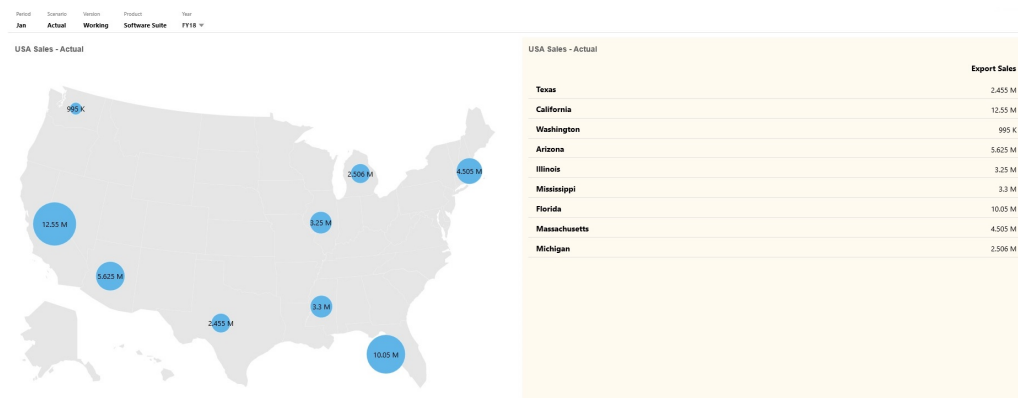 Period Scenario Version Product Year
Jan Actual Working Software Suite FY18
USA Sales - Actual
995 K
2.506 M
4.505 M
12.55 M
3.25 M
5.625 M
3.3 M
2.455 M
10.05 M
USA Sales - Actual
Export Sales
Texas 2.455 M
California 12.55 M
Washington 995 K
Arizona 5.625 M
Illinois 3.25 M
Mississippi 3.3 M
Florida 10.05 M
Massachusetts 4.505 M
Michigan 2.506 M